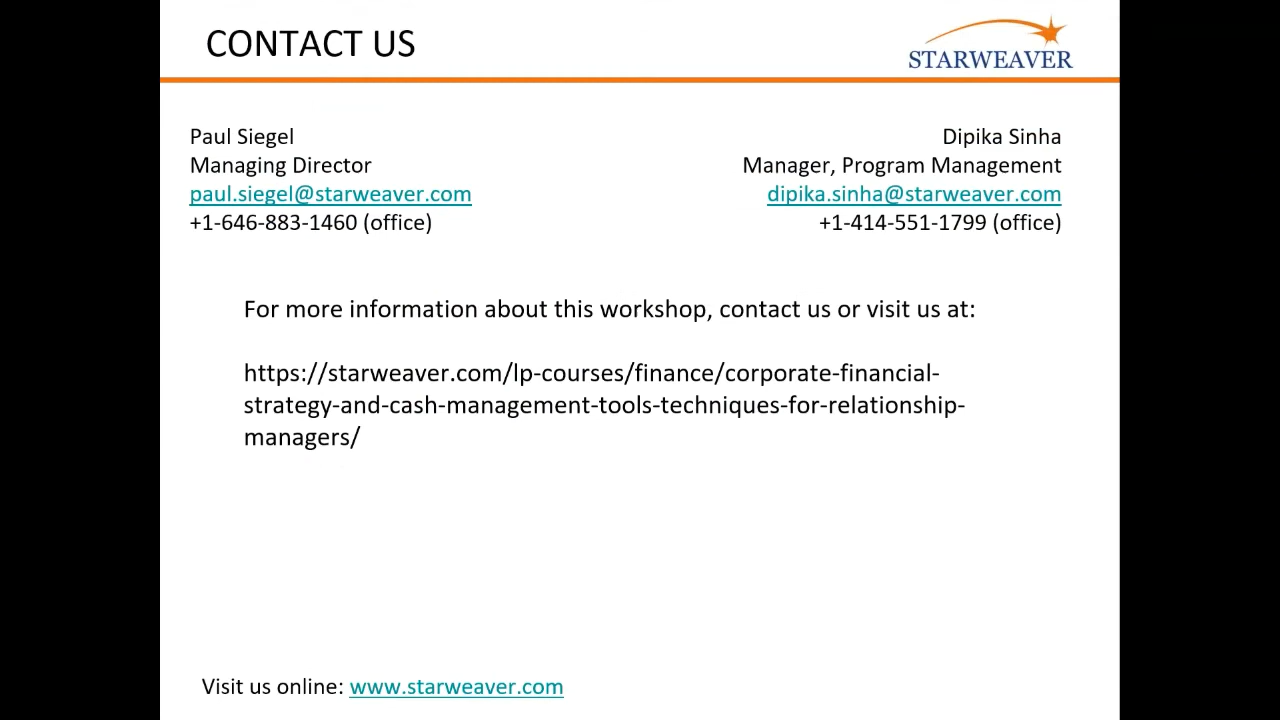 CONTACT US
STARWEAVER
Paul Siegel
Managing Director
paul.siegel@starweaver.com
+1-646-883-1460 (office)
Dipika Sinha
Manager, Program Management
dipika.sinha@starweaver.com
+1-414-551-1799 (office)
For more information about this workshop, contact us or visit us at:
https://starweaver.com/lp-courses/finance/corporate-financial-
strategy-and-cash-management-tools-techniques-for-relationship-
managers/
Visit us online: www.starweaver.com